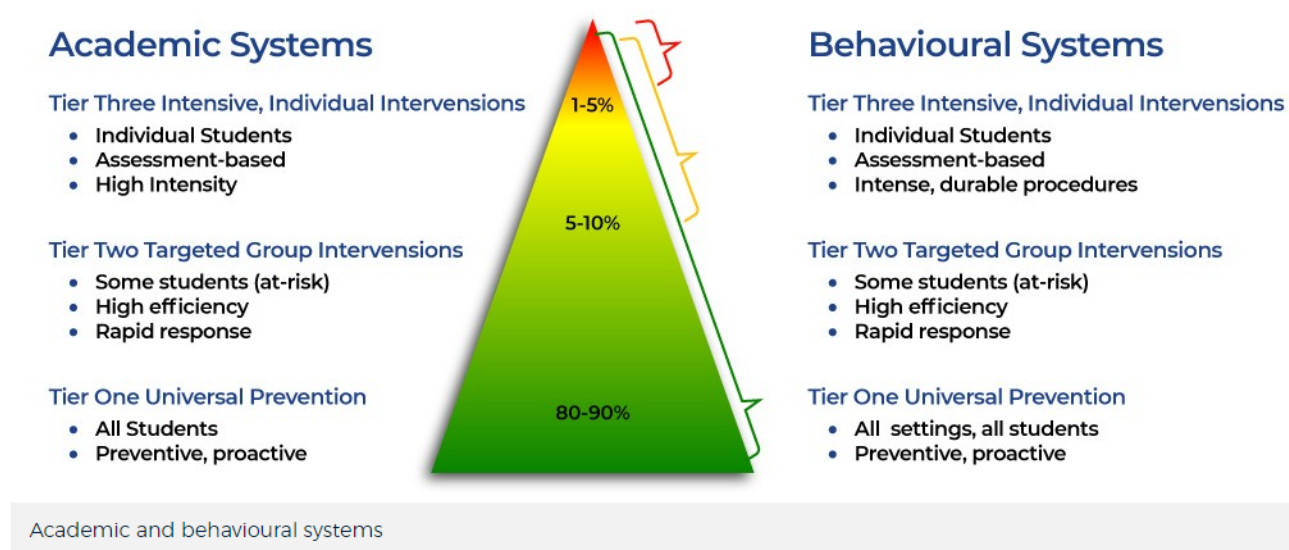 Academic Systems
Tier Three Intensive, Individual Intervensions
• Individual Students
• Assessment-based
• High Intensity
Tier Two Targeted Group Intervensions
• Some students (at-risk)
• High efficiency
• Rapid response
Tier One Universal Prevention
• All Students
• Preventive, proactive
1-5%
5-10%
80-90%
Behavioural Systems
Tier Three Intensive, Individual Intervensions
• Individual Students
• Assessment-based
• Intense, durable procedures
Tier Two Targeted Group Intervensions
• Some students (at-risk)
• High efficiency
• Rapid response
Tier One Universal Prevention
• All settings, all students
• Preventive, proactive
Academic and behavioural systems